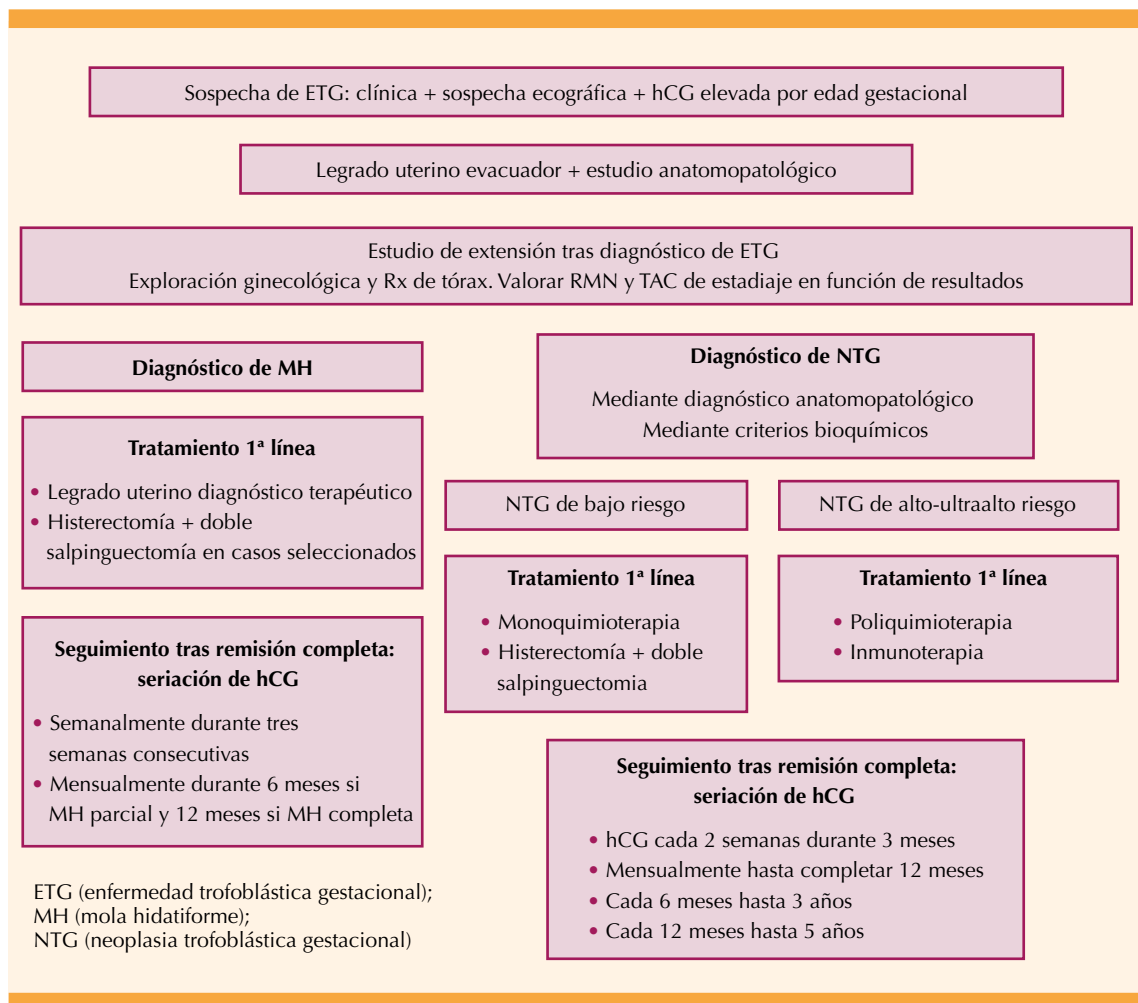 Sospecha de ETG: clínica + sospecha ecográfica + hCG elevada por edad gestacional
Legrado uterino evacuador + estudio anatomopatológico
Estudio de extensión tras diagnóstico de ETG
Exploración ginecológica y Rx de tórax. Valorar RMN y TAC de estadiaje en función de resultados
Diagnóstico de MH
Tratamiento 1ª línea
• Legrado uterino diagnóstico terapéutico
• Histerectomía + doble
salpinguectomía en casos seleccionados
Seguimiento tras remisión completa:
seriación de hCG
• Semanalmente durante tres
semanas consecutivas
• Mensualmente durante 6 meses si
MH parcial y 12 meses si MH completa
Diagnóstico de NTG
Mediante diagnóstico anatomopatológico
Mediante criterios bioquímicos
NTG de bajo riesgo
Tratamiento 1ª línea
• Monoquimioterapia
• Histerectomía + doble
salpinguectomia
NTG de alto-ultraalto riesgo
Tratamiento 1ª línea
• Poliquimioterapia
• Inmunoterapia
Seguimiento tras remisión completa:
seriación de hCG
• hCG cada 2 semanas durante 3 meses
• Mensualmente hasta completar 12 meses
• Cada 6 meses hasta 3 años
• Cada 12 meses hasta 5 años
ETG (enfermedad trofoblástica gestacional);
MH (mola hidatiforme);
NTG (neoplasia trofoblástica gestacional)